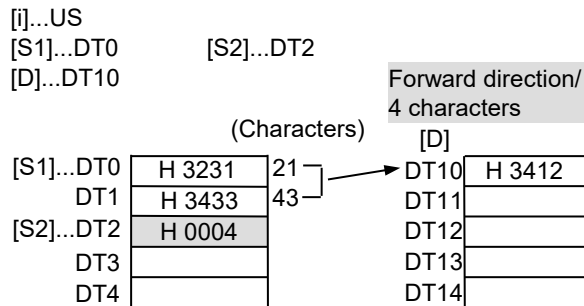 [i]...US
[S1]...DT0 [S2]...DT2
[D]...DT10
Forward direction/
4 characters
(Characters) [D]
[S1]...DT0 H 3231 21 DT10 H 3412
DT1 H 3433 43 DT11
[S2]...DT2 H 0004 DT12
DT3 DT13
DT4 DT14